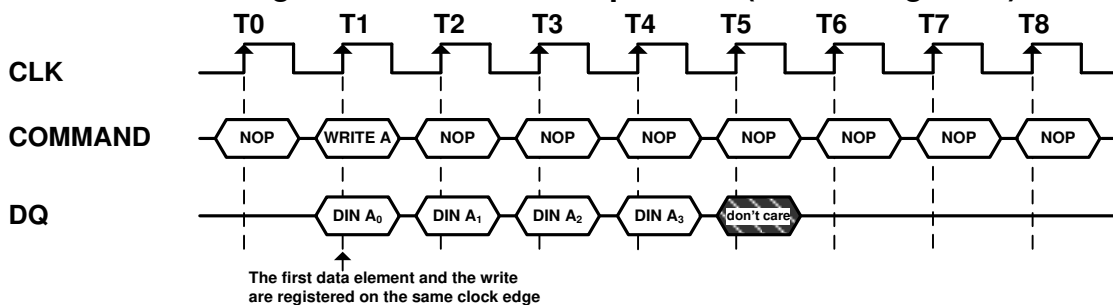 T0 T1 T2 T3 T4 T5 T6 T7 T8
CLK
COMMAND NOP WRITE A NOP NOP NOP NOP NOP NOP NOP
DQ DIN A0 DIN A1 DIN A2 DIN A3 don't care
The first data element and the write
are registered on the same clock edge